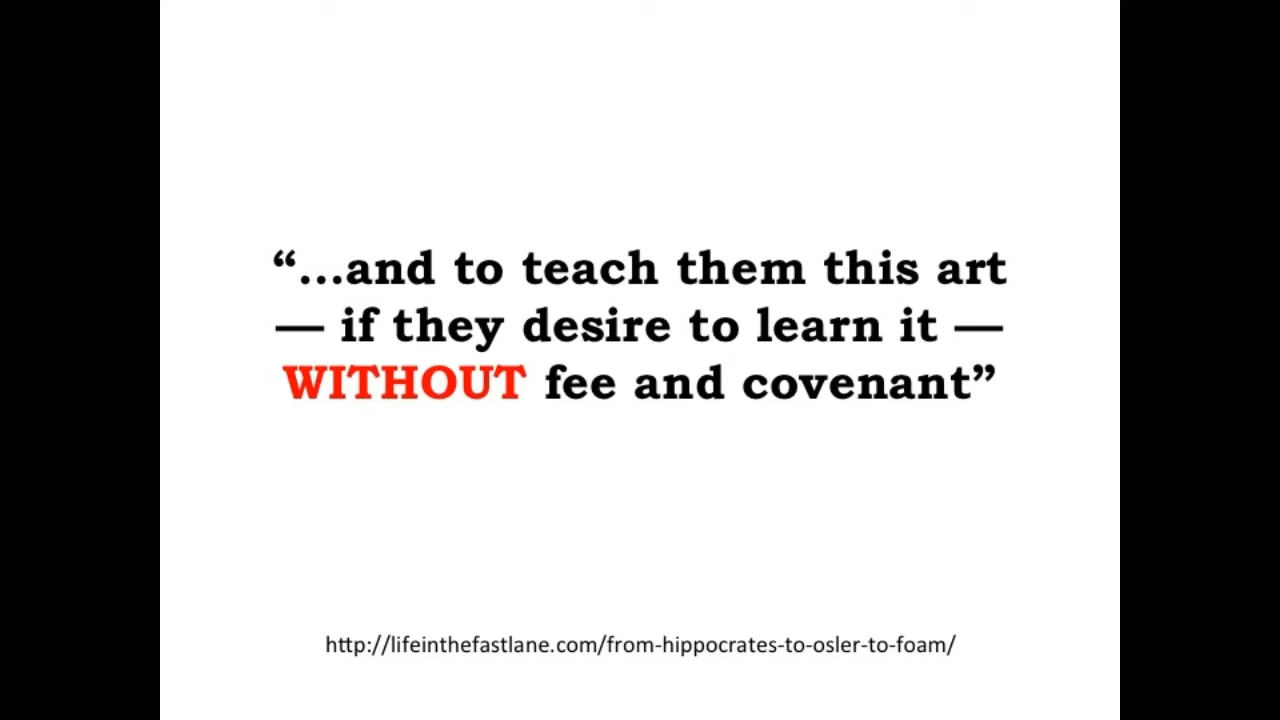 “...and to teach them this art
— if they desire to learn it —
WITHOUT fee and covenant”
http://lifeinthefastlane.com/from-hippocrates-to-osler-to-foam/